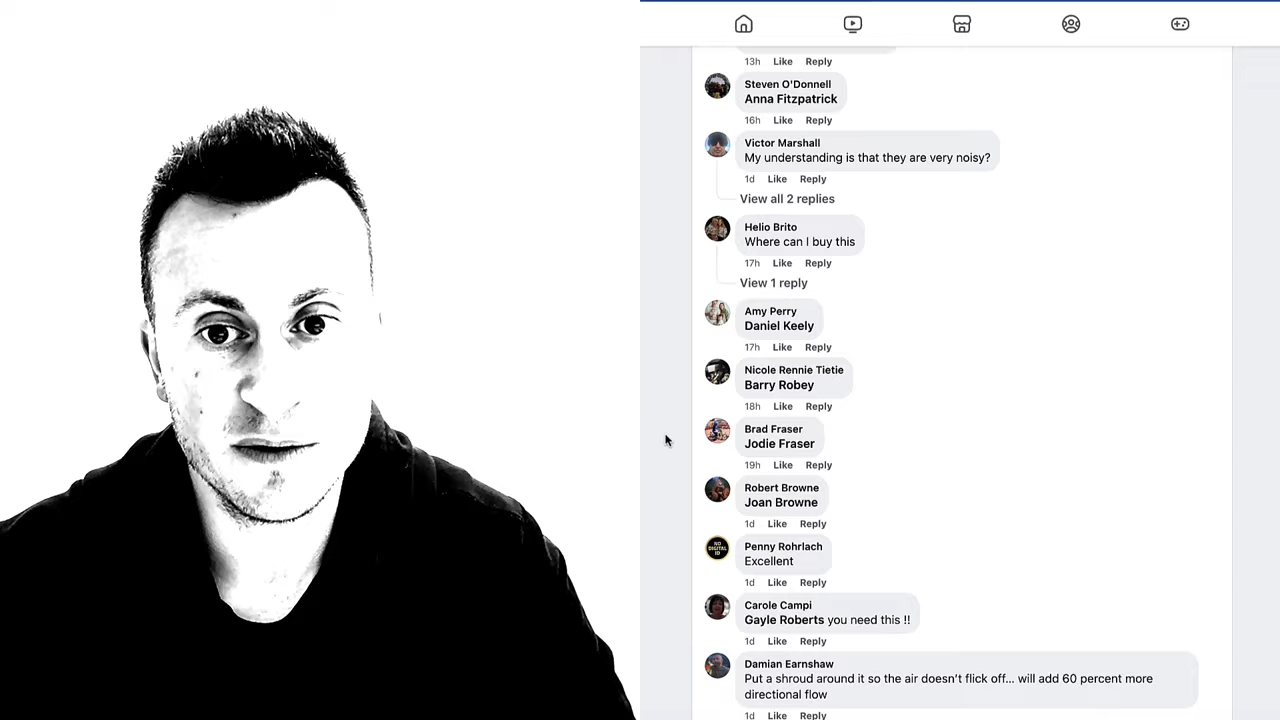 13h Like Reply
Steven O'Donnell
Anna Fitzpatrick
16h Like Reply
Victor Marshall
My understanding is that they are very noisy?
1d Like Reply
View all 2 replies
Helio Brito
Where can I buy this
17h Like Reply
View 1 reply
Amy Perry
Daniel Keely
17h Like Reply
Nicole Rennie Tietie
Barry Robey
18h Like Reply
Brad Fraser
Jodie Fraser
19h Like Reply
Robert Browne
Joan Browne
1d Like Reply
NO
DIGITAL
ID
Penny Rohrlach
Excellent
1d Like Reply
Carole Campi
Gayle Roberts you need this !!
1d Like Reply
Damian Earnshaw
Put a shroud around it so the air doesn't flick off... will add 60 percent more
directional flow
1d Like Reply